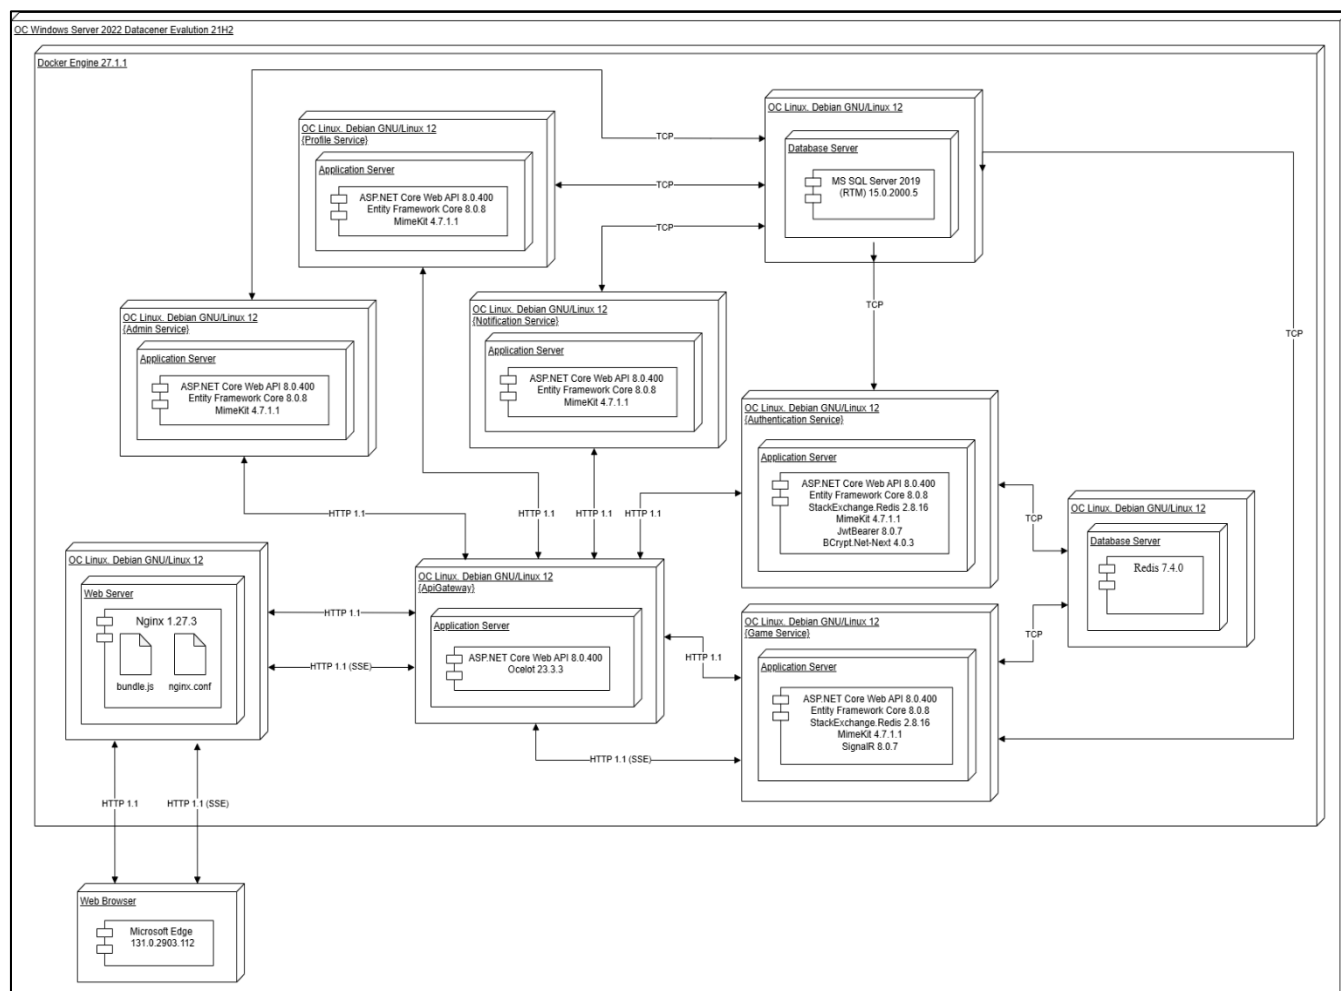 OC Windows Server 2022 Datacener Evalution 21H2
Docker Engine 27.1.1
OC Linux. Debian GNU/Linux 12
{Profile Service}
Application Server
ASP.NET Core Web API 8.0.400
Entity Framework Core 8.0.8
MimeKit 4.7.1.1
OC Linux. Debian GNU/Linux 12
Database Server
MS SQL Server 2019
(RTM) 15.0.2000.5
TCP
TCP
TCP
TCP
TCP
OC Linux. Debian GNU/Linux 12
{Admin Service}
Application Server
ASP.NET Core Web API 8.0.400
Entity Framework Core 8.0.8
MimeKit 4.7.1.1
OC Linux. Debian GNU/Linux 12
{Notification Service}
Application Server
ASP.NET Core Web API 8.0.400
Entity Framework Core 8.0.8
MimeKit 4.7.1.1
OC Linux. Debian GNU/Linux 12
{Authentication Service}
Application Server
ASP.NET Core Web API 8.0.400
Entity Framework Core 8.0.8
StackExchange.Redis 2.8.16
MimeKit 4.7.1.1
JwtBearer 8.0.7
BCrypt.Net-Next 4.0.3
TCP
OC Linux. Debian GNU/Linux 12
Database Server
Redis 7.4.0
TCP
HTTP 1.1
HTTP 1.1
HTTP 1.1
HTTP 1.1
OC Linux. Debian GNU/Linux 12
Web Server
Nginx 1.27.3
bundle.js
nginx.conf
HTTP 1.1
HTTP 1.1 (SSE)
OC Linux. Debian GNU/Linux 12
{ApiGateway}
Application Server
ASP.NET Core Web API 8.0.400
Ocelot 23.3.3
HTTP 1.1
HTTP 1.1 (SSE)
OC Linux. Debian GNU/Linux 12
{Game Service}
Application Server
ASP.NET Core Web API 8.0.400
Entity Framework Core 8.0.8
StackExchange.Redis 2.8.16
MimeKit 4.7.1.1
SignalR 8.0.7
HTTP 1.1
HTTP 1.1 (SSE)
Web Browser
Microsoft Edge
131.0.2903.112